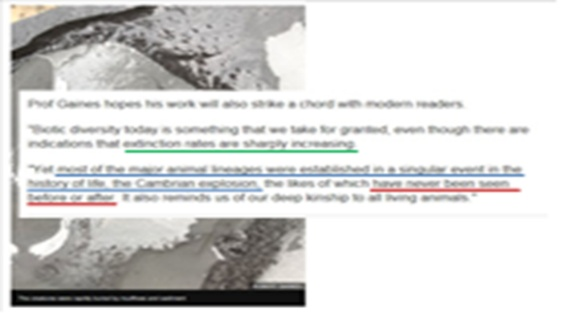 Prof Gaines hopes his work will also strike a chord with modern readers.
"Biotic diversity today is something that we take for granted, even though there are
indications that extinction rates are sharply increasing.
"Yet most of the major animal lineages were established in a singular event in the
history of life, the Cambrian explosion, the likes of which have never been seen
before or after. It also reminds us of our deep kinship to all living animals."
The creatures were rapidly buried by mudflows and sediment